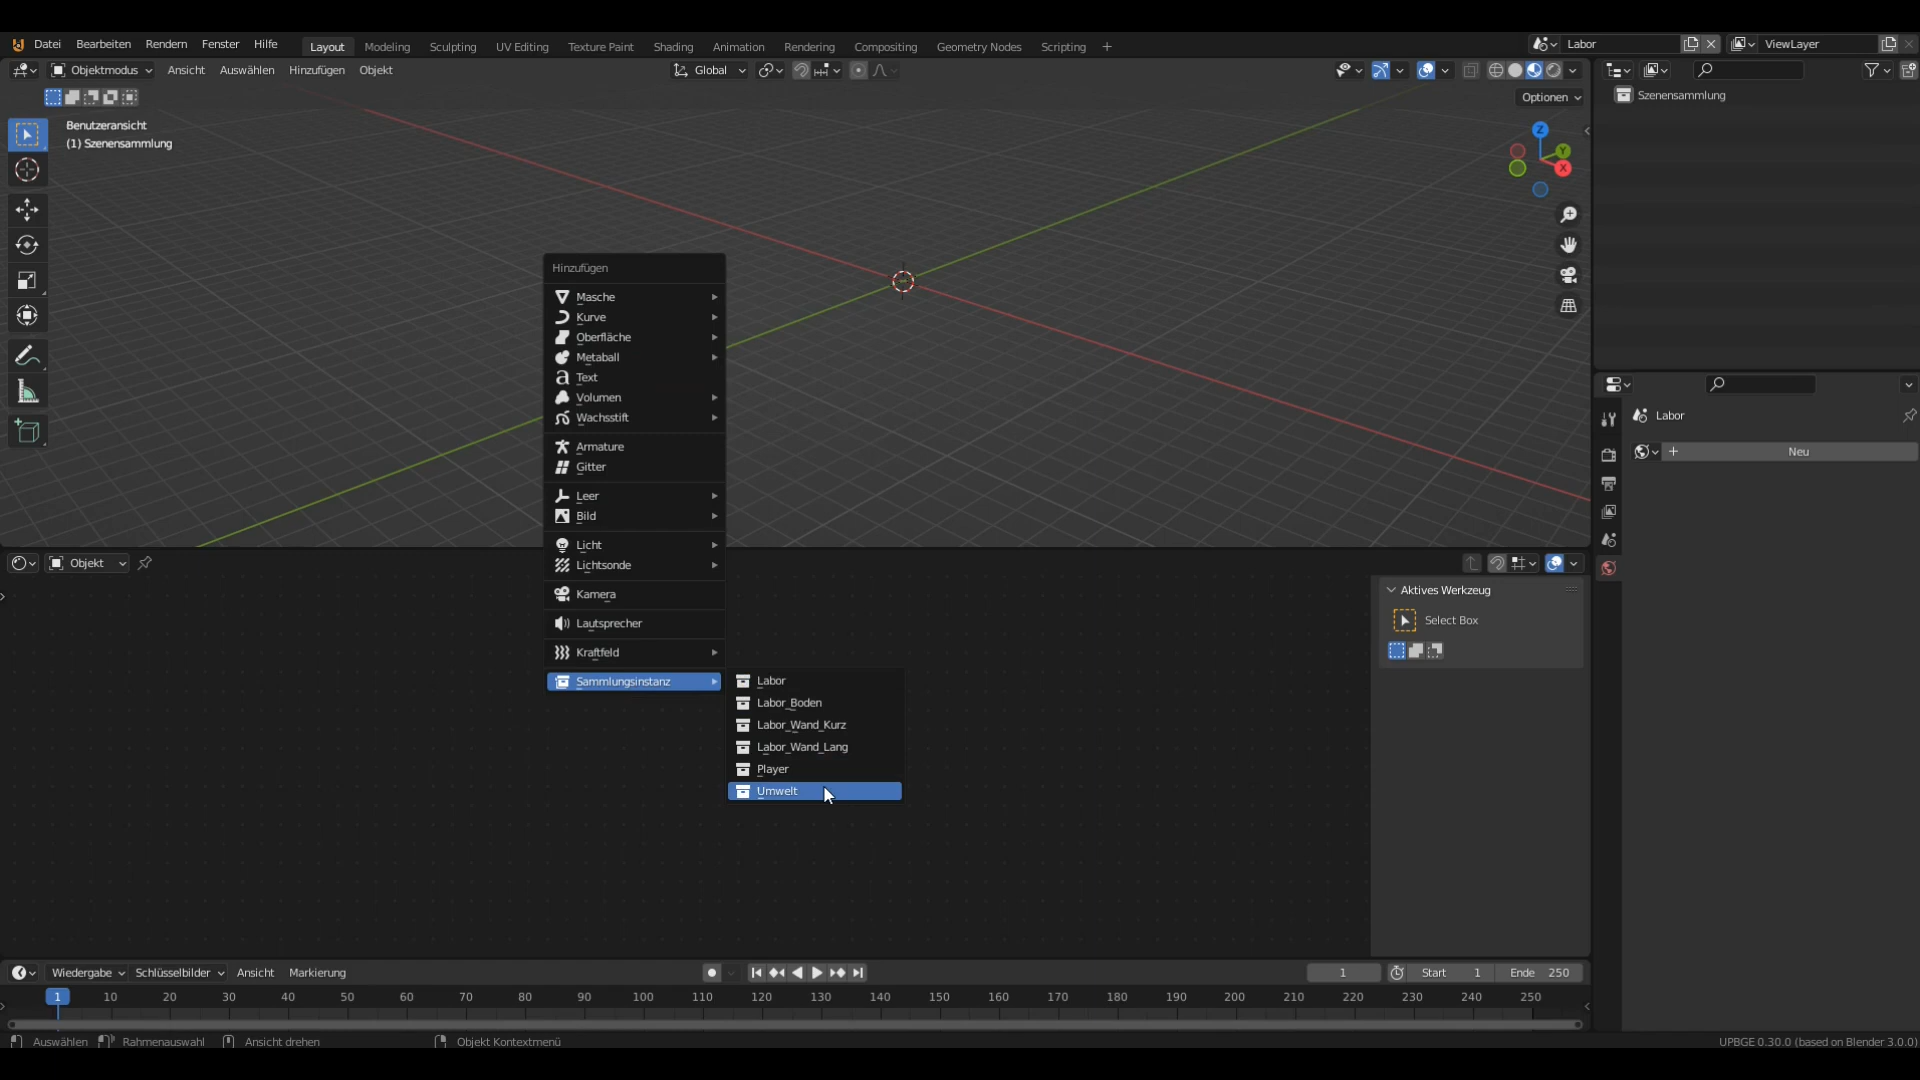 Datei Bearbeiten Rendern Fenster Hilfe Layout Modeling Sculpting UV Editing Texture Paint Shading Animation Rendering Compositing Geometry Nodes Scripting + Labor ViewLayer
Objektmodus Ansicht Auswählen Hinzufügen Objekt Global
Optionen
Szenensammlung
Benutzeransicht
(1) Szenensammlung
Z
Y
X
Hinzufügen
Masche
Kurve
Oberfläche
Metaball
Text
Volumen
Wachsstift
Armature
Gitter
Leer
Bild
Licht
Lichtsonde
Kamera
Lautsprecher
Kraftfeld
Sammlungsinstanz
Labor
Labor_Boden
Labor_Wand_Kurz
Labor_Wand_Lang
Player
Umwelt
Labor
+ Neu
Objekt
Aktives Werkzeug
Select Box
Wiedergabe Schlüsselbilder Ansicht Markierung 1 Start 1 Ende 250
1 10 20 30 40 50 60 70 80 90 100 110 120 130 140 150 160 170 180 190 200 210 220 230 240 250
Auswählen Rahmenauswahl Ansicht drehen Objekt Kontextmenü UPBGE 0.30.0 (based on Blender 3.0.0)